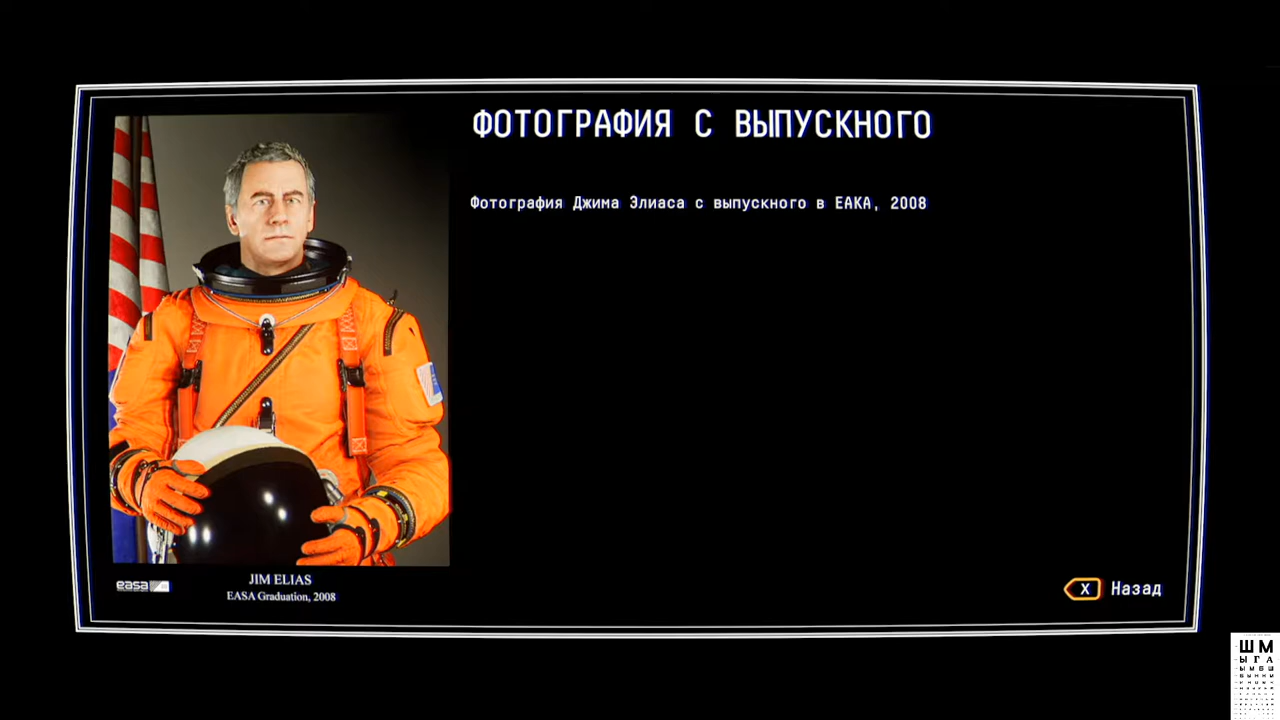 ФОТОГРАФИЯ С ВЫПУСКНОГО
Фотография Джима Элиаса с выпускного в ЕАКА, 2008
easa
JIM ELIAS
EASA Graduation, 2008
X Назад
Ш М
Ы Г А
Ы М Б Ш
Б Ы Н К И